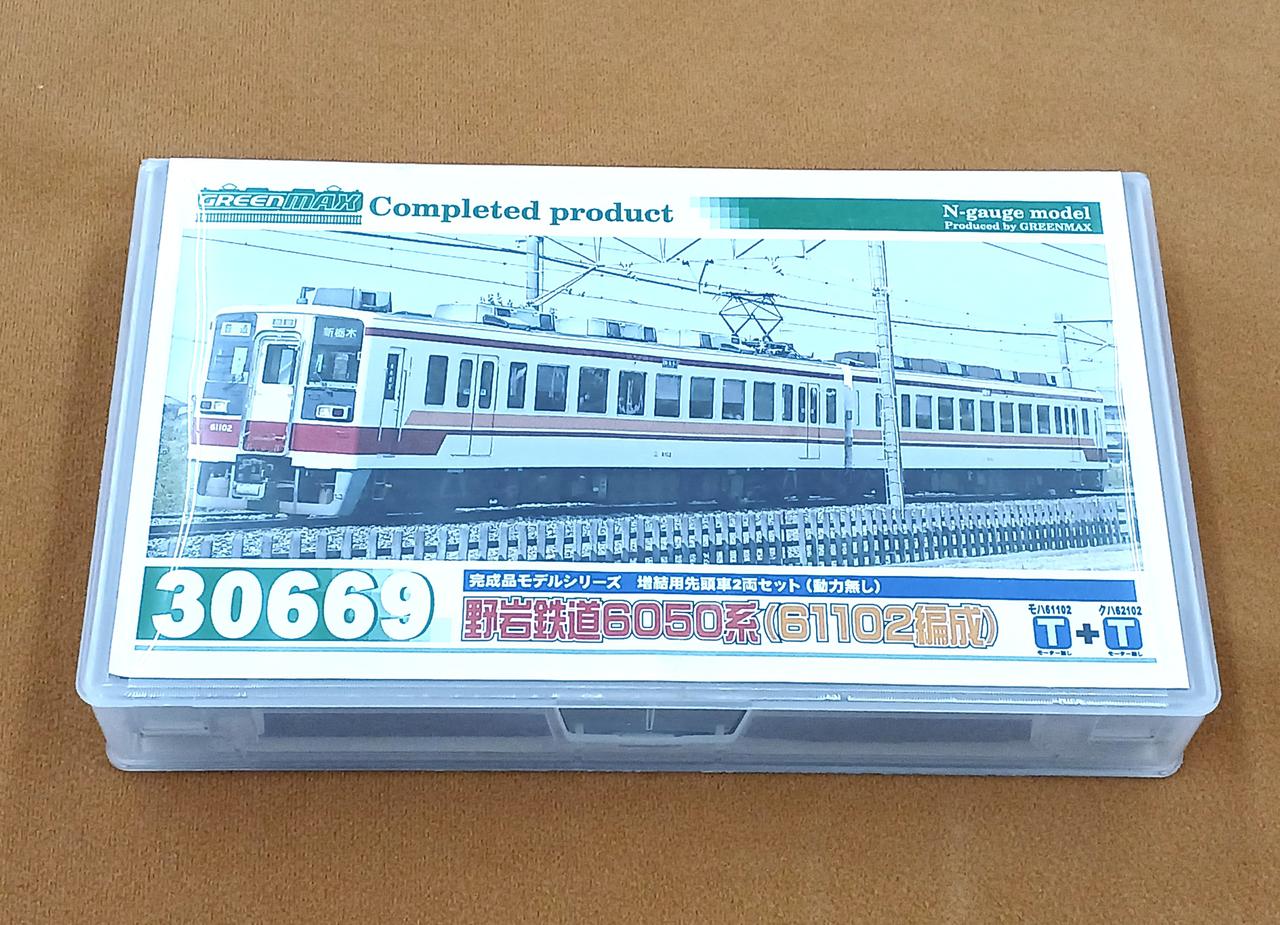 GREENMAX Completed product
N-gauge model
Produced by GREENMAX
新栃木
61102
30669
完成品モデルシリーズ 増結用先頭車2両セット(動力無し)
野岩鉄道6050系(61102編成)
モハ61102 クハ62102
T+T
モーター無し モーター無し